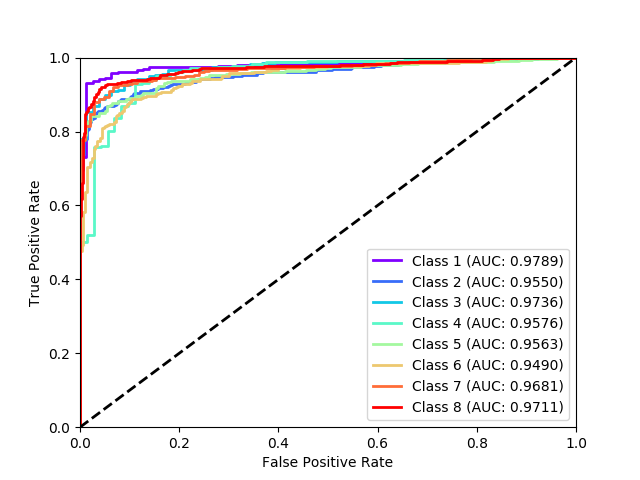 1.0
0.8
0.6
0.4
0.2
0.0
True Positive Rate
0.0 0.2 0.4 0.6 0.8 1.0
False Positive Rate
Class 1 (AUC: 0.9789)
Class 2 (AUC: 0.9550)
Class 3 (AUC: 0.9736)
Class 4 (AUC: 0.9576)
Class 5 (AUC: 0.9563)
Class 6 (AUC: 0.9490)
Class 7 (AUC: 0.9681)
Class 8 (AUC: 0.9711)